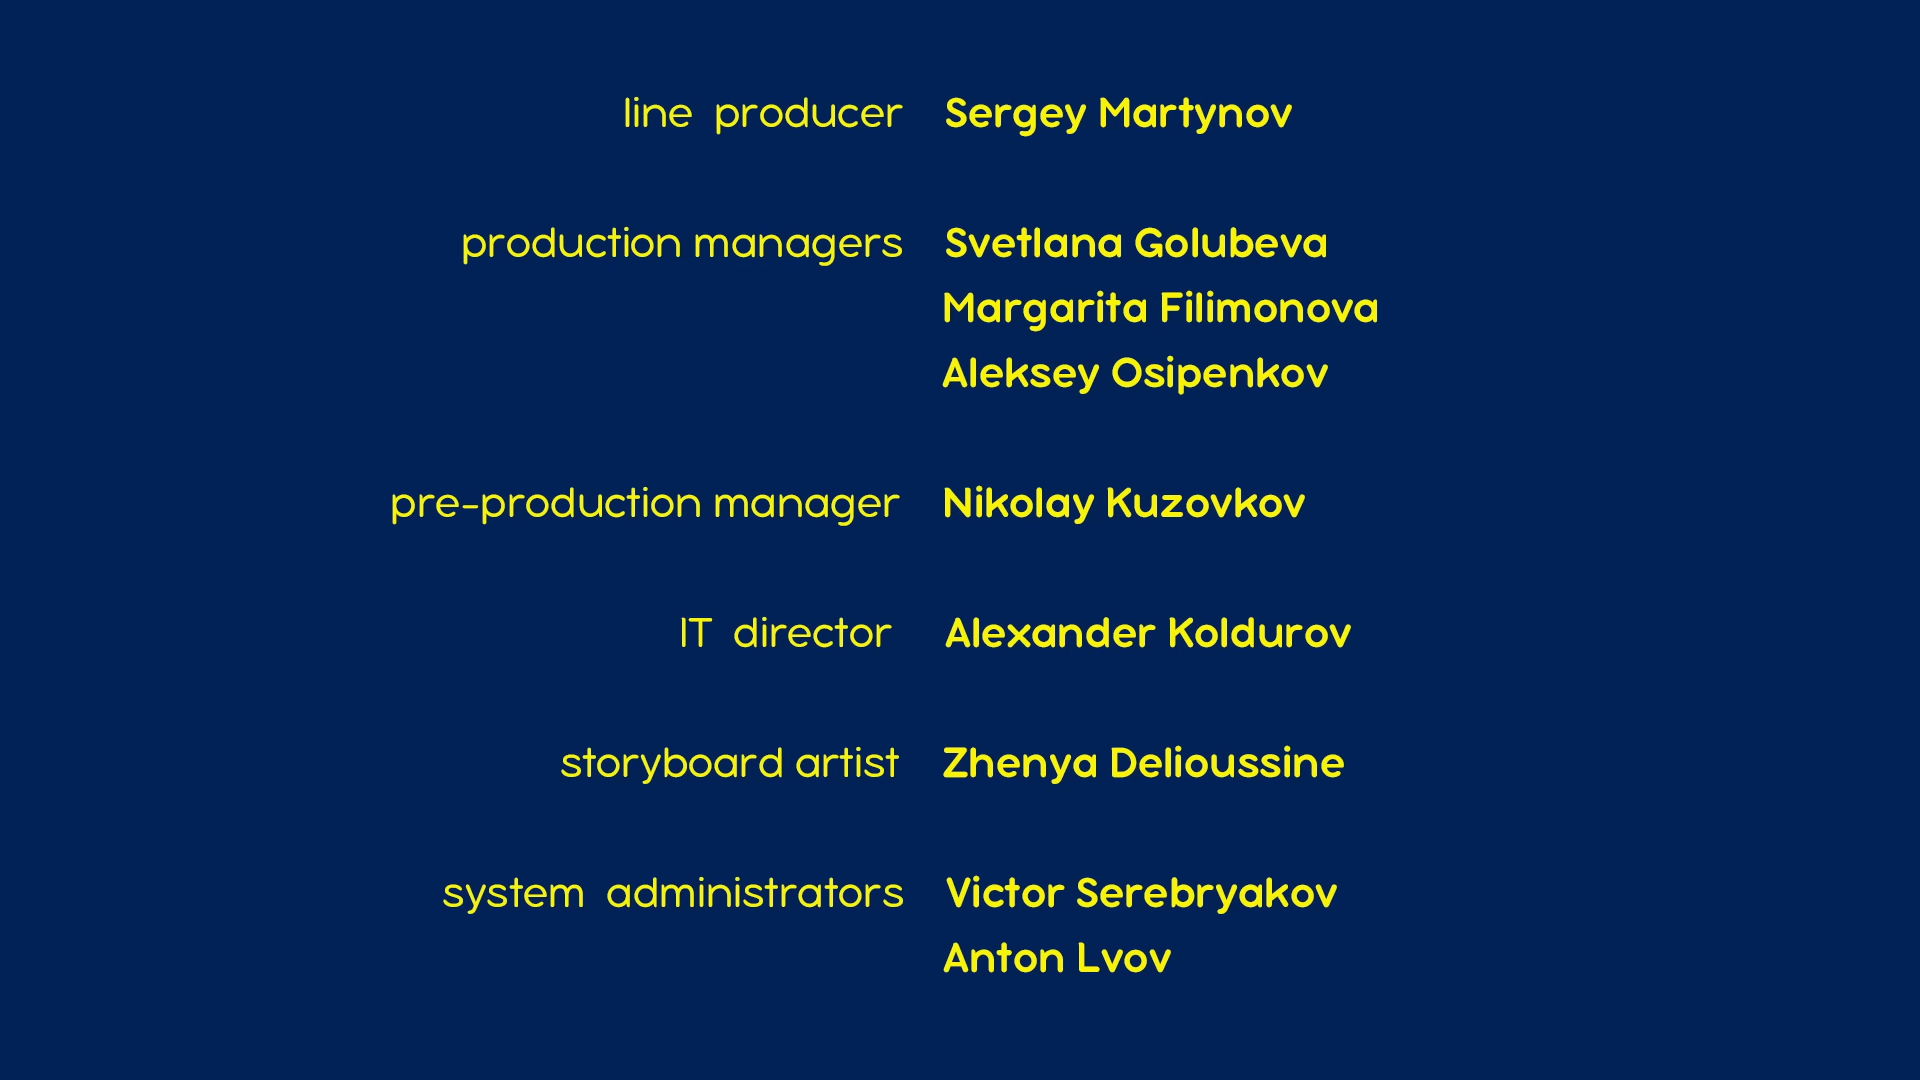 line producer Sergey Martynov
production managers Svetlana Golubeva
Margarita Filimonova
Aleksey Osipenkov
pre-production manager Nikolay Kuzovkov
IT director Alexander Koldurov
storyboard artist Zhenya Delioussine
system administrators Victor Serebryakov
Anton Lvov